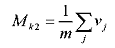 M_{k2} = \frac{1}{m} \sum_{j} v_j